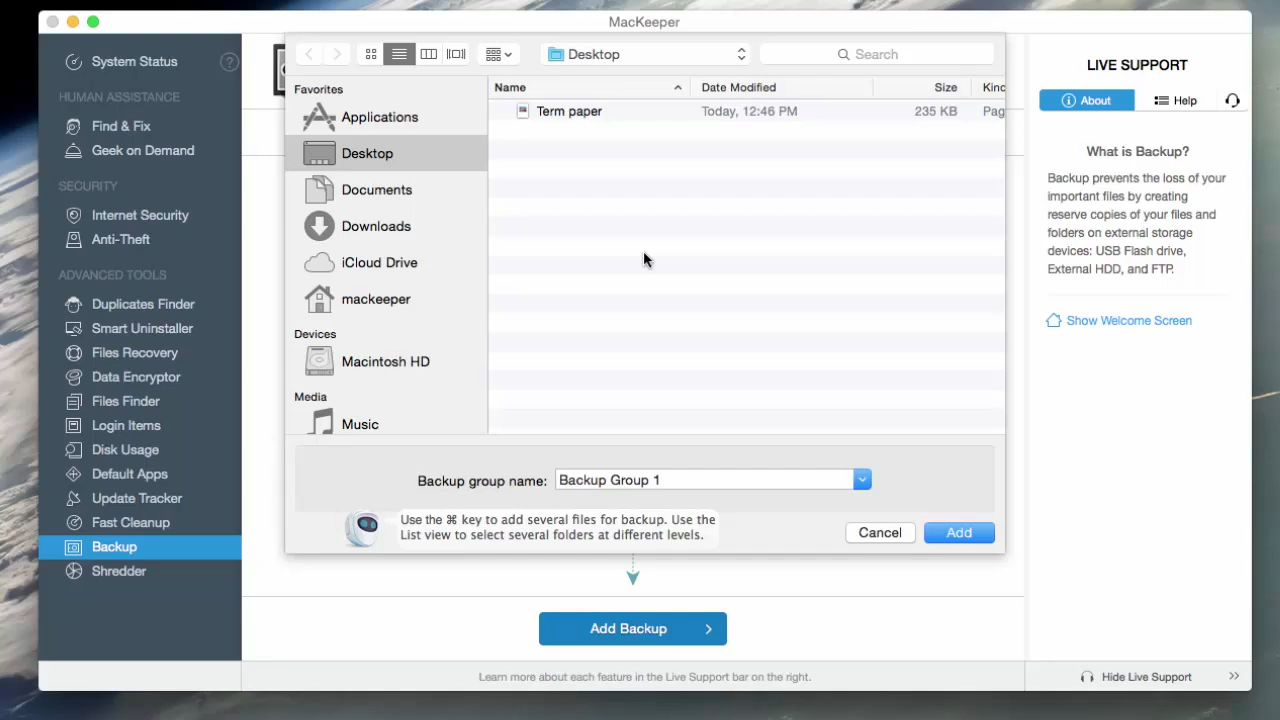 MacKeeper
System Status
?
HUMAN ASSISTANCE
Find & Fix
Geek on Demand
SECURITY
Internet Security
Anti-Theft
ADVANCED TOOLS
Duplicates Finder
Smart Uninstaller
Files Recovery
Data Encryptor
Files Finder
Login Items
Disk Usage
Default Apps
Update Tracker
Fast Cleanup
Backup
Shredder
Desktop
Search
Favorites
Applications
Desktop
Documents
Downloads
iCloud Drive
mackeeper
Devices
Macintosh HD
Media
Music
Name Date Modified Size Kind
Term paper Today, 12:46 PM 235 KB Pag
Backup group name: Backup Group 1
Use the ⌘ key to add several files for backup. Use the
List view to select several folders at different levels.
Cancel Add
Add Backup
Learn more about each feature in the Live Support bar on the right.
LIVE SUPPORT
About Help
What is Backup?
Backup prevents the loss of your
important files by creating
reserve copies of your files and
folders on external storage
devices: USB Flash drive,
External HDD, and FTP.
Show Welcome Screen
Hide Live Support